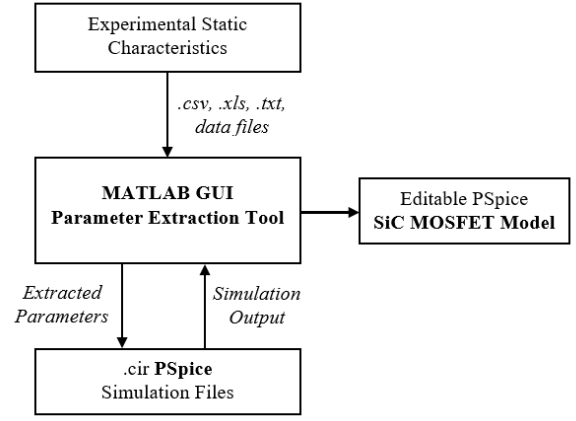 Experimental Static
Characteristics
.csv, .xls, .txt,
data files
MATLAB GUI
Parameter Extraction Tool
Editable PSpice
SiC MOSFET Model
Extracted
Parameters
Simulation
Output
.cir PSpice
Simulation Files